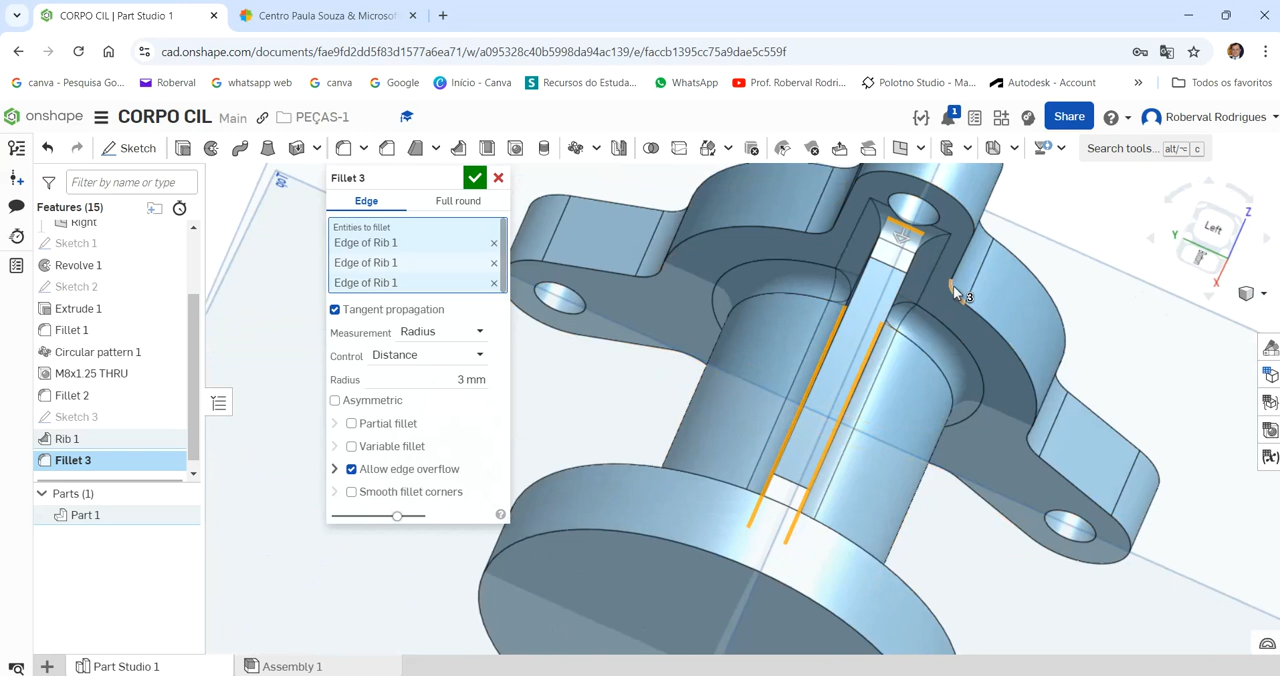 CORPO CIL | Part Studio 1
Centro Paula Souza & Microsof
cad.onshape.com/documents/fae9fd2dd5f83d1577a6ea71/w/a095328c40b5998da94ac139/e/faccb1395cc75a9dae5c559f
canva - Pesquisa Go...
Roberval
whatsapp web
canva
Google
Início - Canva
Recursos do Estuda...
WhatsApp
Prof. Roberval Rodri...
Polotno Studio - Ma...
Autodesk - Account
Todos os favoritos
onshape
CORPO CIL
Main
PEÇAS-1
1
Share
Roberval Rodrigues
Sketch
Search tools...
alt/⌥ c
Filter by name or type
Features (15)
Right
Sketch 1
Revolve 1
Sketch 2
Extrude 1
Fillet 1
Circular pattern 1
M8x1.25 THRU
Fillet 2
Sketch 3
Rib 1
Fillet 3
Parts (1)
Part 1
Fillet 3
Edge
Full round
Entities to fillet
Edge of Rib 1
Edge of Rib 1
Edge of Rib 1
Tangent propagation
Measurement
Radius
Control
Distance
Radius
3 mm
Asymmetric
Partial fillet
Variable fillet
Allow edge overflow
Smooth fillet corners
3
Left
Z
Y
X
Part Studio 1
Assembly 1